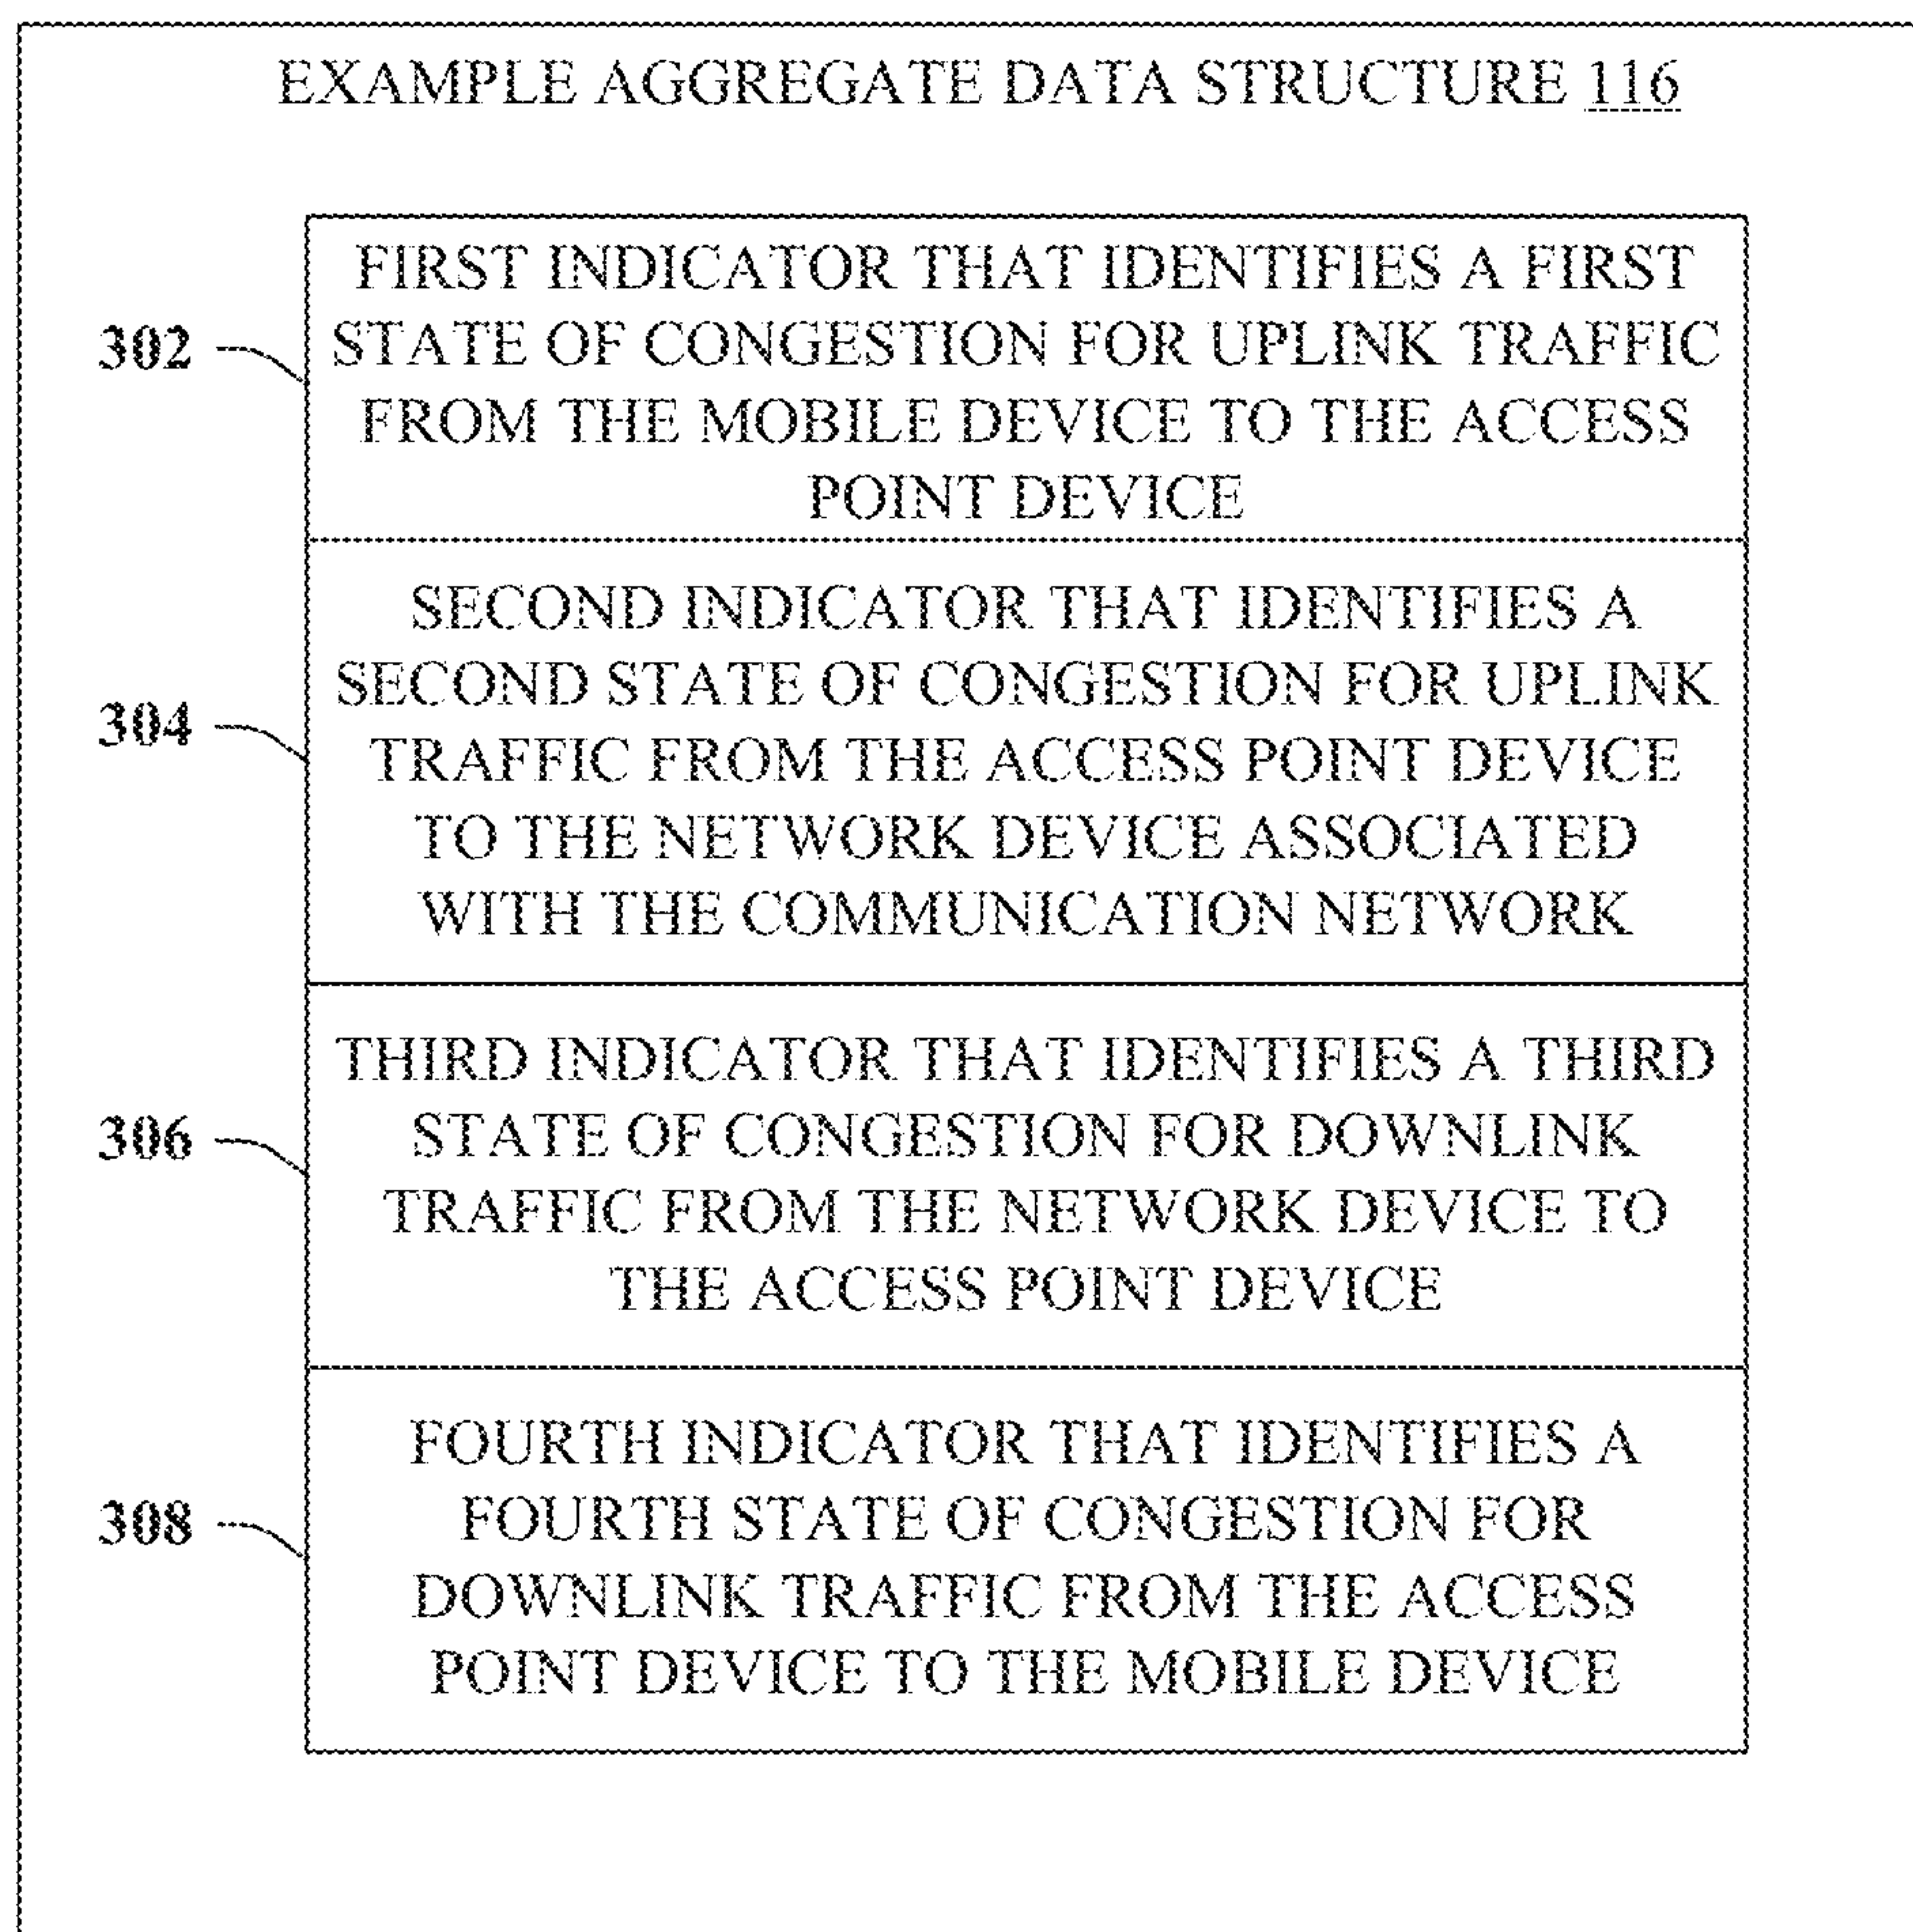 EXAMPLE AGGREGATE DATA STRUCTURE 116
302
FIRST INDICATOR THAT IDENTIFIES A FIRST
STATE OF CONGESTION FOR UPLINK TRAFFIC
FROM THE MOBILE DEVICE TO THE ACCESS
POINT DEVICE
304
SECOND INDICATOR THAT IDENTIFIES A
SECOND STATE OF CONGESTION FOR UPLINK
TRAFFIC FROM THE ACCESS POINT DEVICE
TO THE NETWORK DEVICE ASSOCIATED
WITH THE COMMUNICATION NETWORK
306
THIRD INDICATOR THAT IDENTIFIES A THIRD
STATE OF CONGESTION FOR DOWNLINK
TRAFFIC FROM THE NETWORK DEVICE TO
THE ACCESS POINT DEVICE
308
FOURTH INDICATOR THAT IDENTIFIES A
FOURTH STATE OF CONGESTION FOR
DOWNLINK TRAFFIC FROM THE ACCESS
POINT DEVICE TO THE MOBILE DEVICE